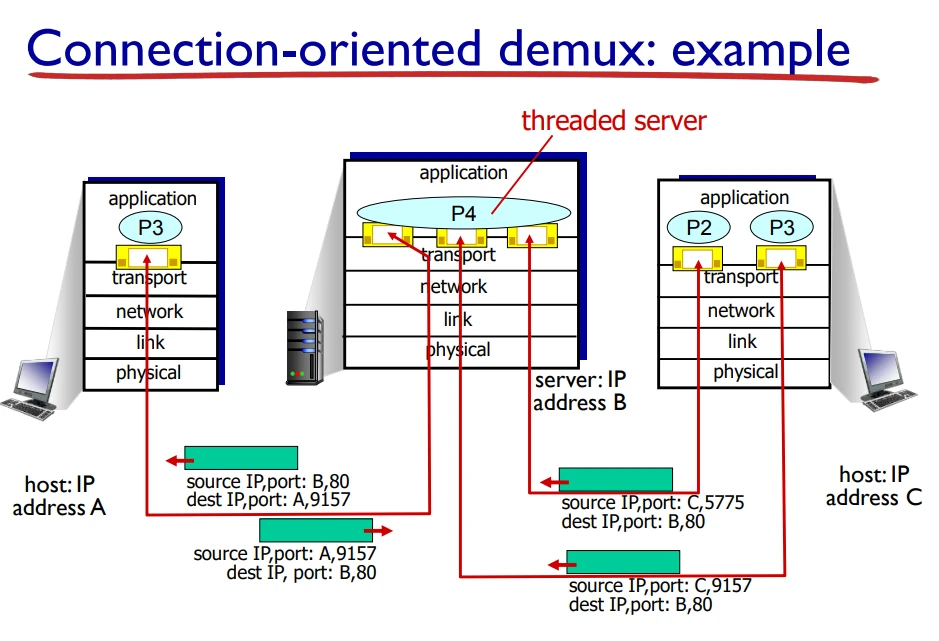 Connection-oriented demux: example
threaded server
application
P3
transport
network
link
physical
application
P4
transport
network
link
physical
application
P2
P3
transport
network
link
physical
server: IP
address B
host: IP
address A
host: IP
address C
source IP,port: B,80
dest IP,port: A,9157
source IP,port: A,9157
dest IP, port: B,80
source IP,port: C,5775
dest IP,port: B,80
source IP,port: C,9157
dest IP,port: B,80